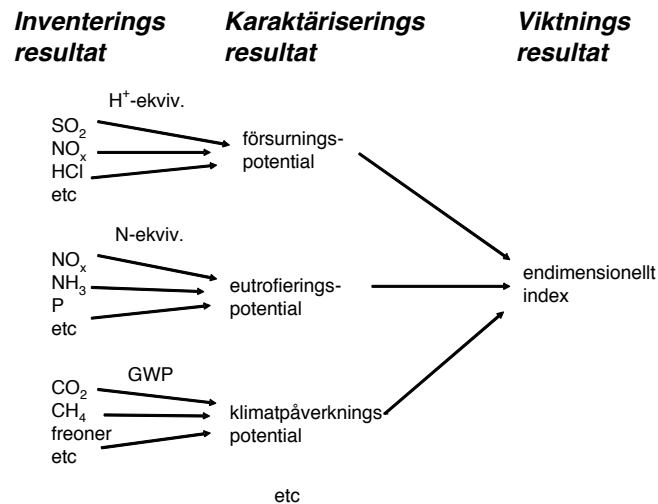 Inventerings resultat
Karaktäriserings resultat
Viktnings resultat
H⁺-ekviv.
SO₂
NOₓ
HCl
etc
försurnings-
potential
N-ekviv.
NOₓ
NH₃
P
etc
eutrofierings-
potential
endimensionellt
index
GWP
CO₂
CH₄
freoner
etc
klimatpåverknings-
potential
etc